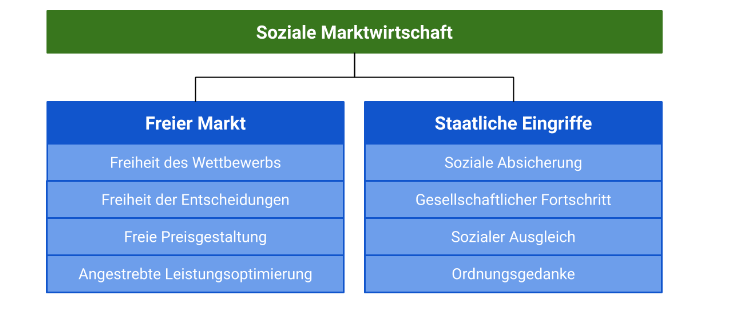 Soziale Marktwirtschaft
Freier Markt
Freiheit des Wettbewerbs
Freiheit der Entscheidungen
Freie Preisgestaltung
Angestrebte Leistungsoptimierung
Staatliche Eingriffe
Soziale Absicherung
Gesellschaftlicher Fortschritt
Sozialer Ausgleich
Ordnungsgedanke